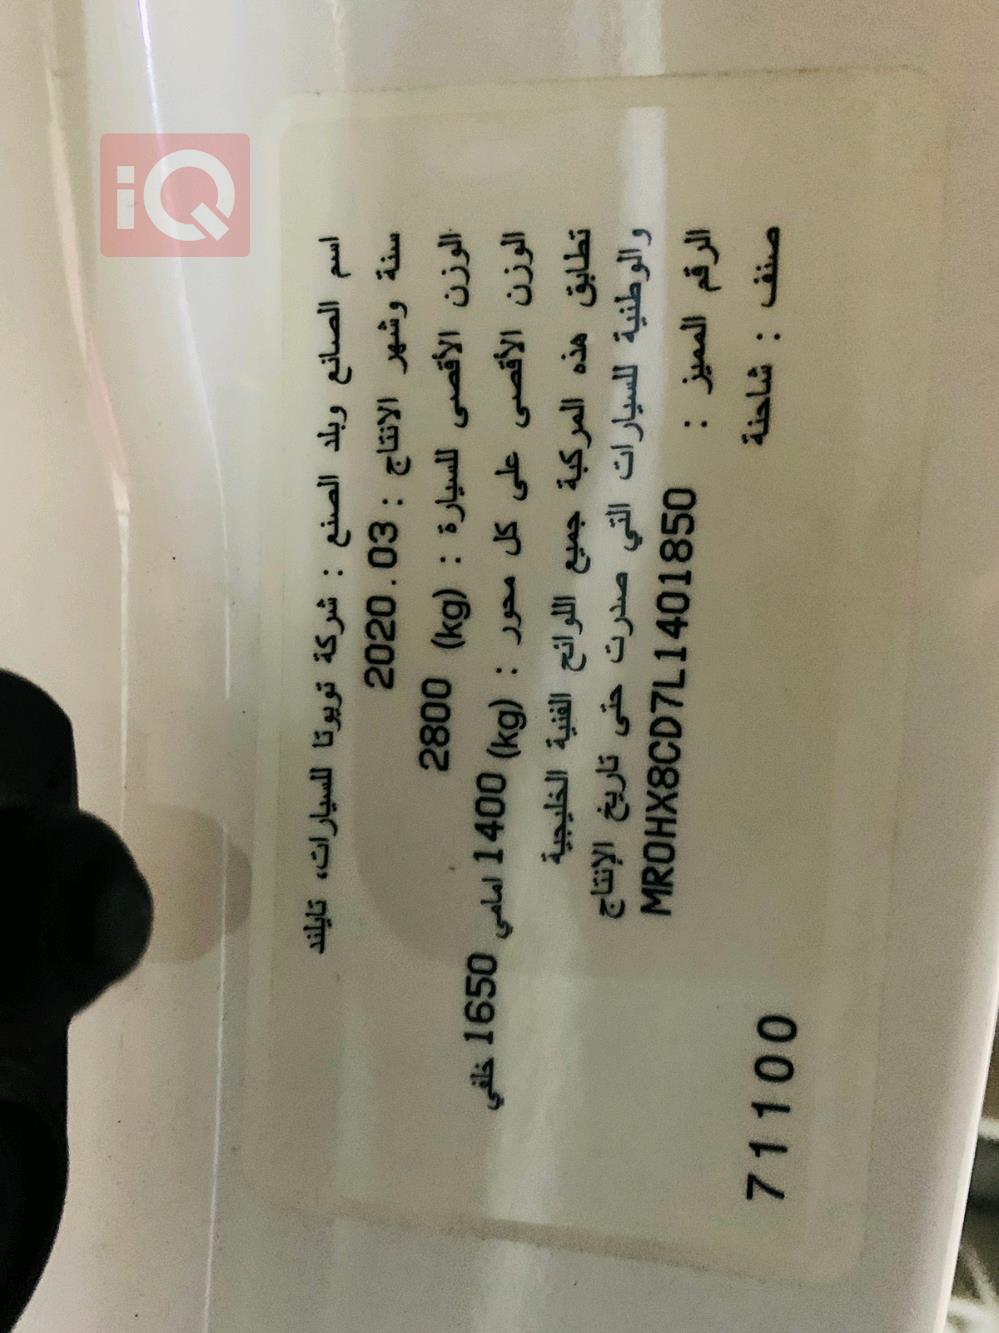 اسم الصانع وبلد الصنع : شركة تويوتا للسيارات، تايلند
سنة وشهر الانتاج : 2020.03
الوزن الأقصى للسيارة : (kg) 2800
الوزن الأقصى على كل محور : (kg) 1400 امامي 1650 خلفي
تطابق هذه المركبة جميع اللوائح الفنية الخليجية
والوطنية للسيارات التي صدرت حتى تاريخ الإنتاج
الرقم المميز : MR0HX8CD7L1401850
صنف : شاحنة
71100
iQ